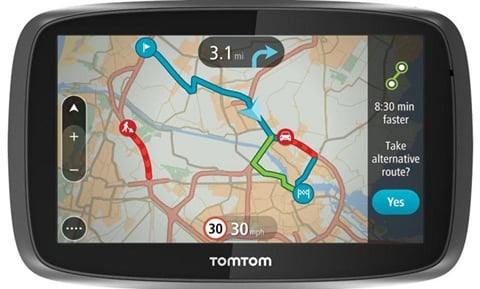 3.1 mi
8:30 min
faster
Take
alternative
route?
Yes
30 30 mph
TOMTOM